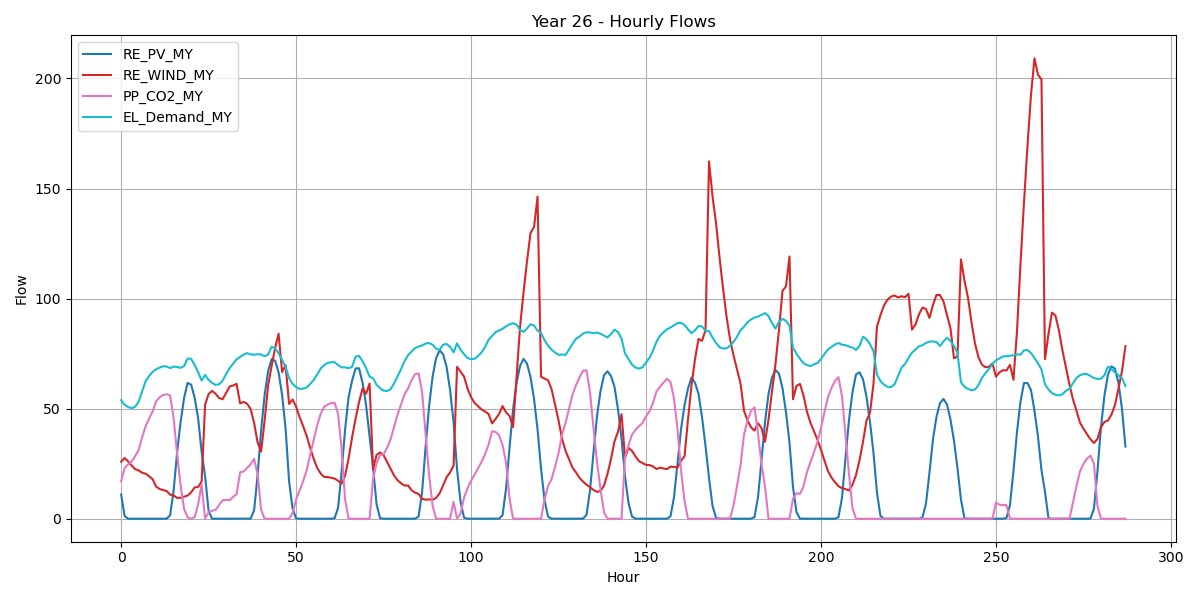 Year 26 - Hourly Flows
RE_PV_MY
RE_WIND_MY
PP_CO2_MY
EL_Demand_MY
Flow
200
150
100
50
0
0 50 100 150 200 250 300
Hour